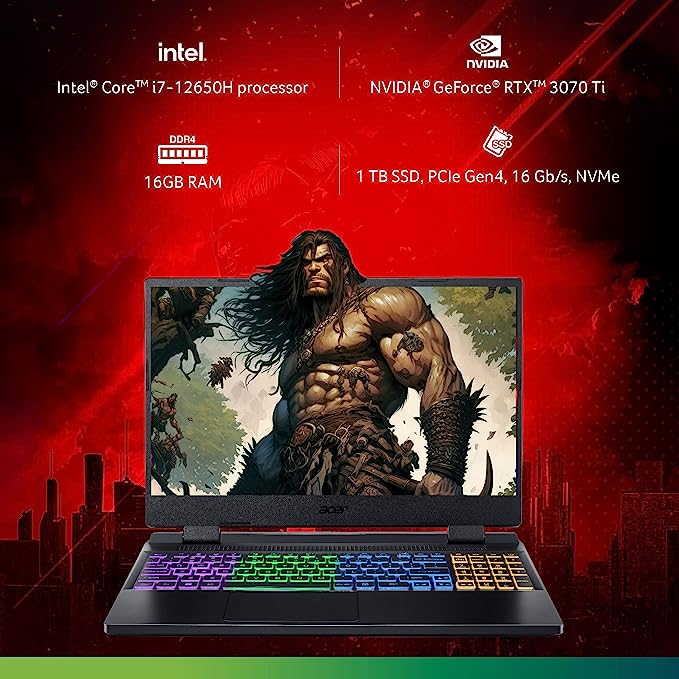 intel.
Intel® Core™ i7-12650H processor
NVIDIA
NVIDIA® GeForce® RTX™ 3070 Ti
DDR4
16GB RAM
SSD
1 TB SSD, PCIe Gen4, 16 Gb/s, NVMe
acer